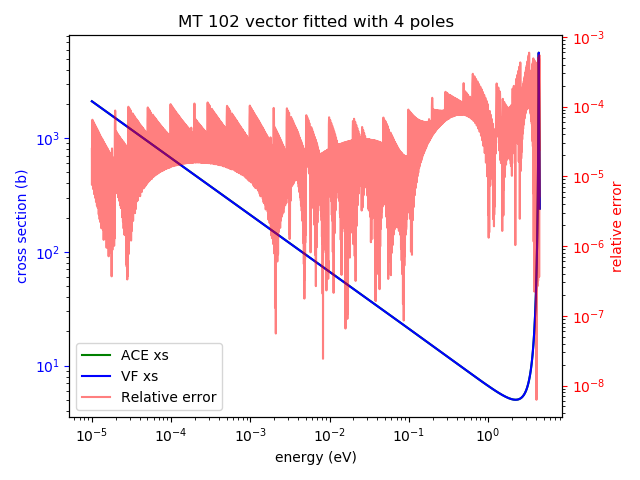 MT 102 vector fitted with 4 poles
cross section (b)
10³
10²
10¹
10⁻³
10⁻⁴
10⁻⁵
10⁻⁶
10⁻⁷
10⁻⁸
relative error
ACE xs
VF xs
Relative error
10⁻⁵ 10⁻⁴ 10⁻³ 10⁻² 10⁻¹ 10⁰
energy (eV)